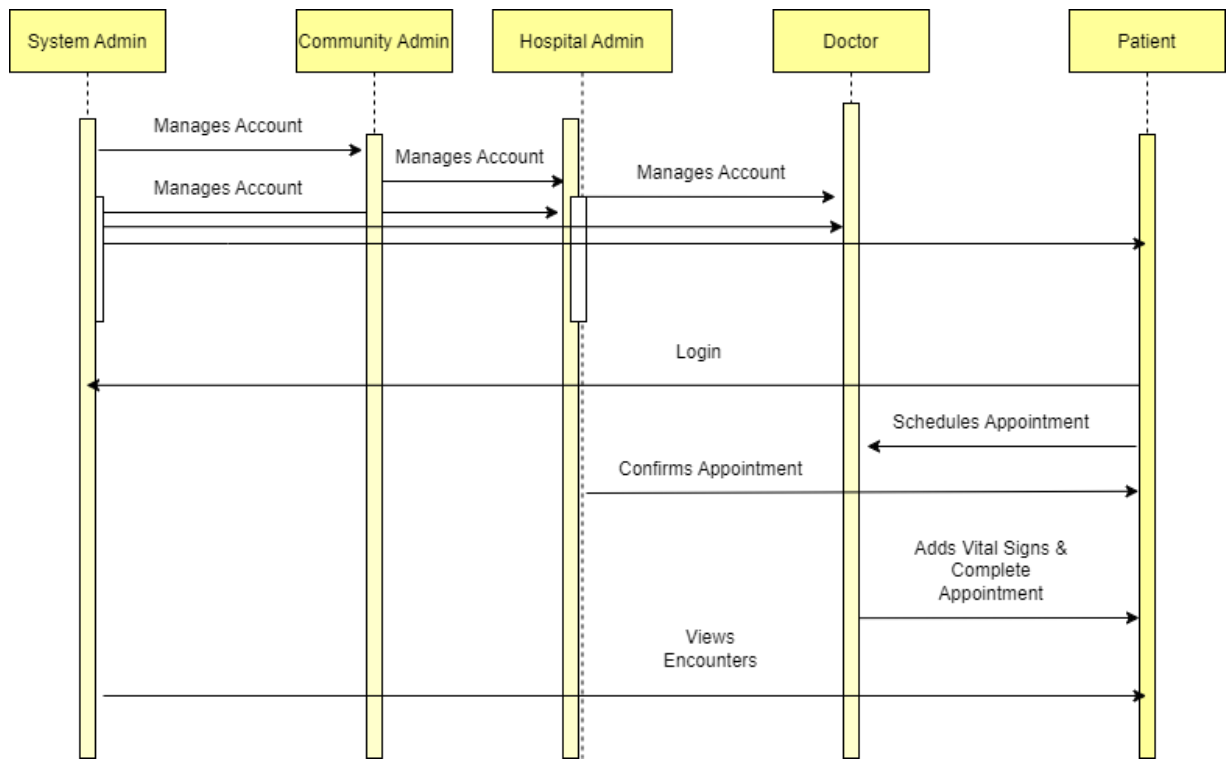 System Admin
Community Admin
Hospital Admin
Doctor
Patient
Manages Account
Manages Account
Manages Account
Manages Account
Login
Schedules Appointment
Confirms Appointment
Adds Vital Signs &
Complete
Appointment
Views
Encounters